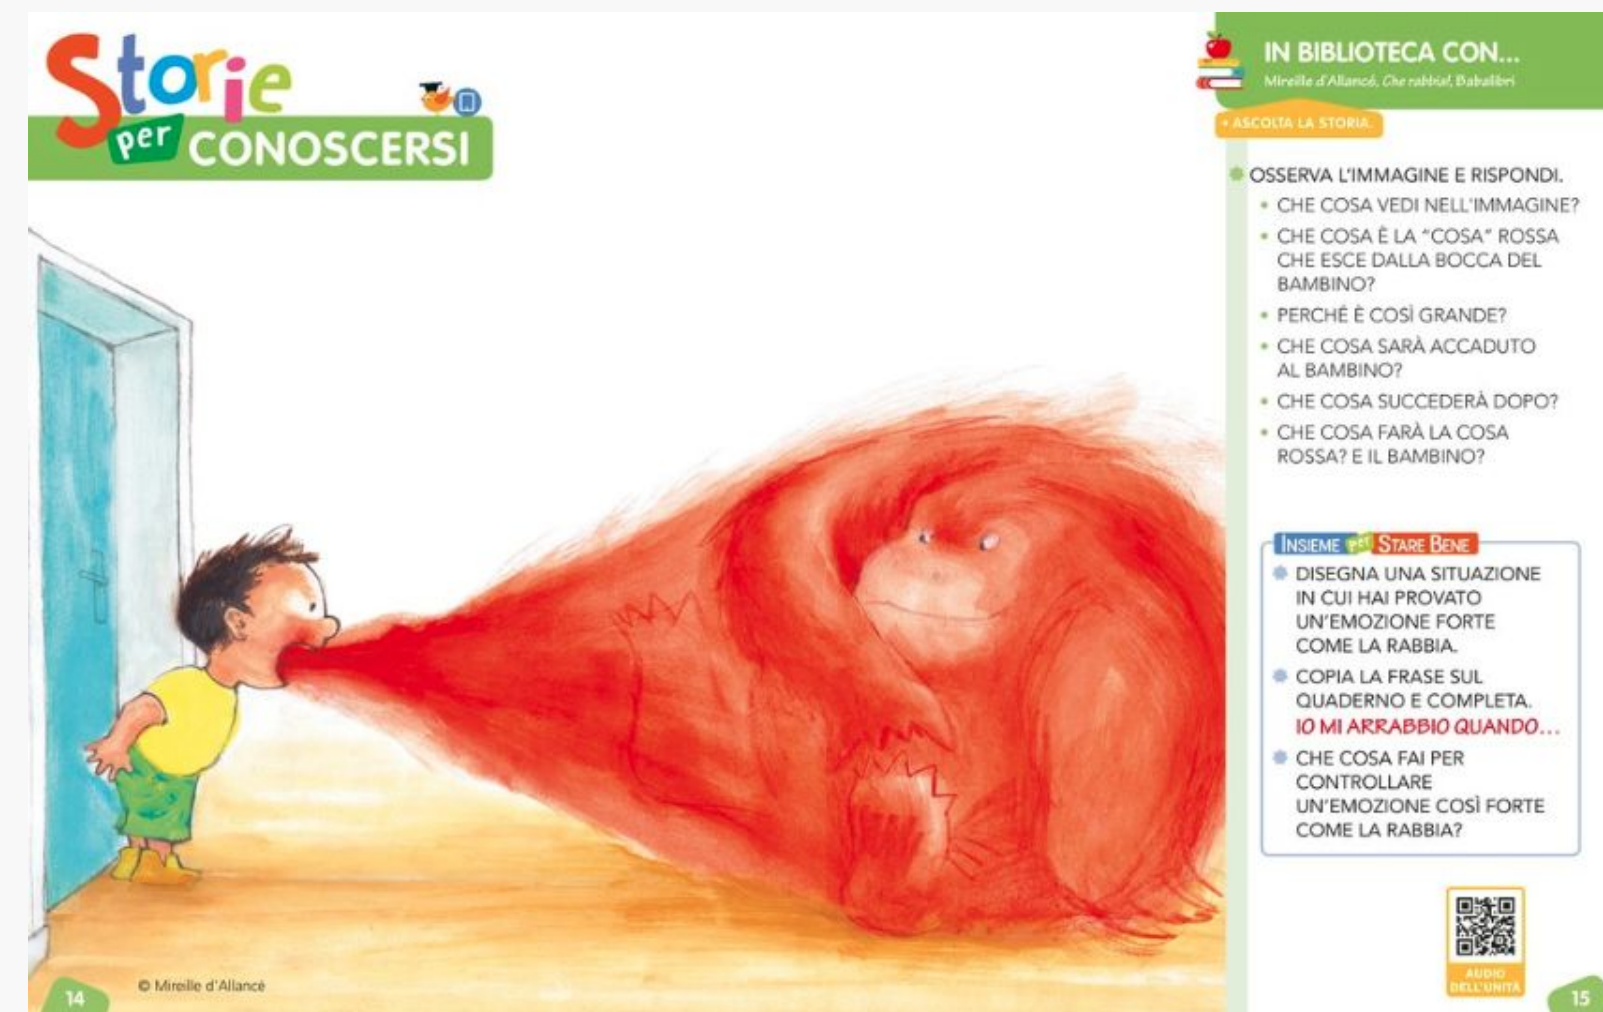 Storie
per CONOSCERSI
IN BIBLIOTECA CON...
Mireille d'Allancé, Che rabbia!, Babalibri
• ASCOLTA LA STORIA.
OSSERVA L'IMMAGINE E RISPONDI.
• CHE COSA VEDI NELL'IMMAGINE?
• CHE COSA È LA "COSA" ROSSA
CHE ESCE DALLA BOCCA DEL
BAMBINO?
• PERCHÉ È COSÌ GRANDE?
• CHE COSA SARÀ ACCADUTO
AL BAMBINO?
• CHE COSA SUCCEDERÀ DOPO?
• CHE COSA FARÀ LA COSA
ROSSA? E IL BAMBINO?
INSIEME per STARE BENE
DISEGNA UNA SITUAZIONE
IN CUI HAI PROVATO
UN'EMOZIONE FORTE
COME LA RABBIA.
COPIA LA FRASE SUL
QUADERNO E COMPLETA.
IO MI ARRABBIO QUANDO...
CHE COSA FAI PER
CONTROLLARE
UN'EMOZIONE COSÌ FORTE
COME LA RABBIA?
AUDIO
DELL'UNITÀ
© Mireille d'Allancé
14
15